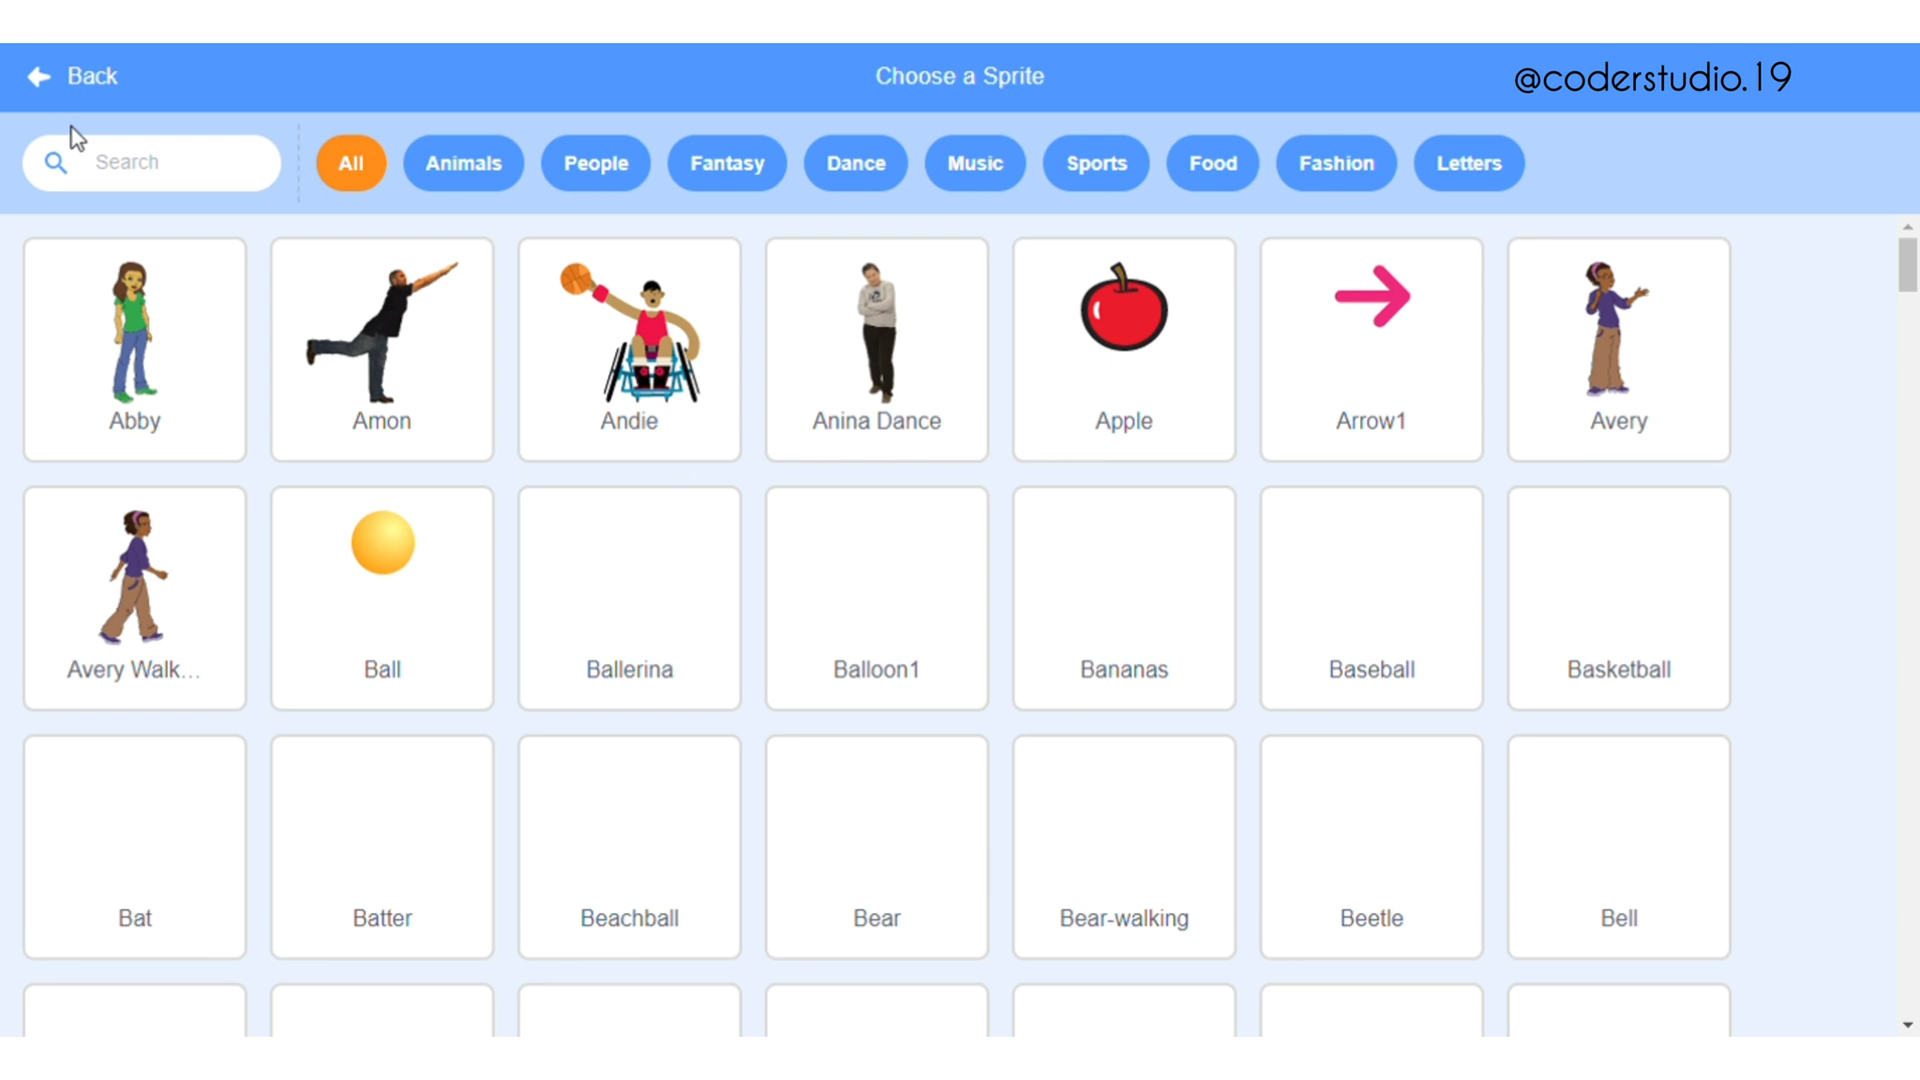 Back
Choose a Sprite
@coderstudio.19
Search
All
Animals
People
Fantasy
Dance
Music
Sports
Food
Fashion
Letters
Abby
Amon
Andie
Anina Dance
Apple
Arrow1
Avery
Avery Walk...
Ball
Ballerina
Balloon1
Bananas
Baseball
Basketball
Bat
Batter
Beachball
Bear
Bear-walking
Beetle
Bell